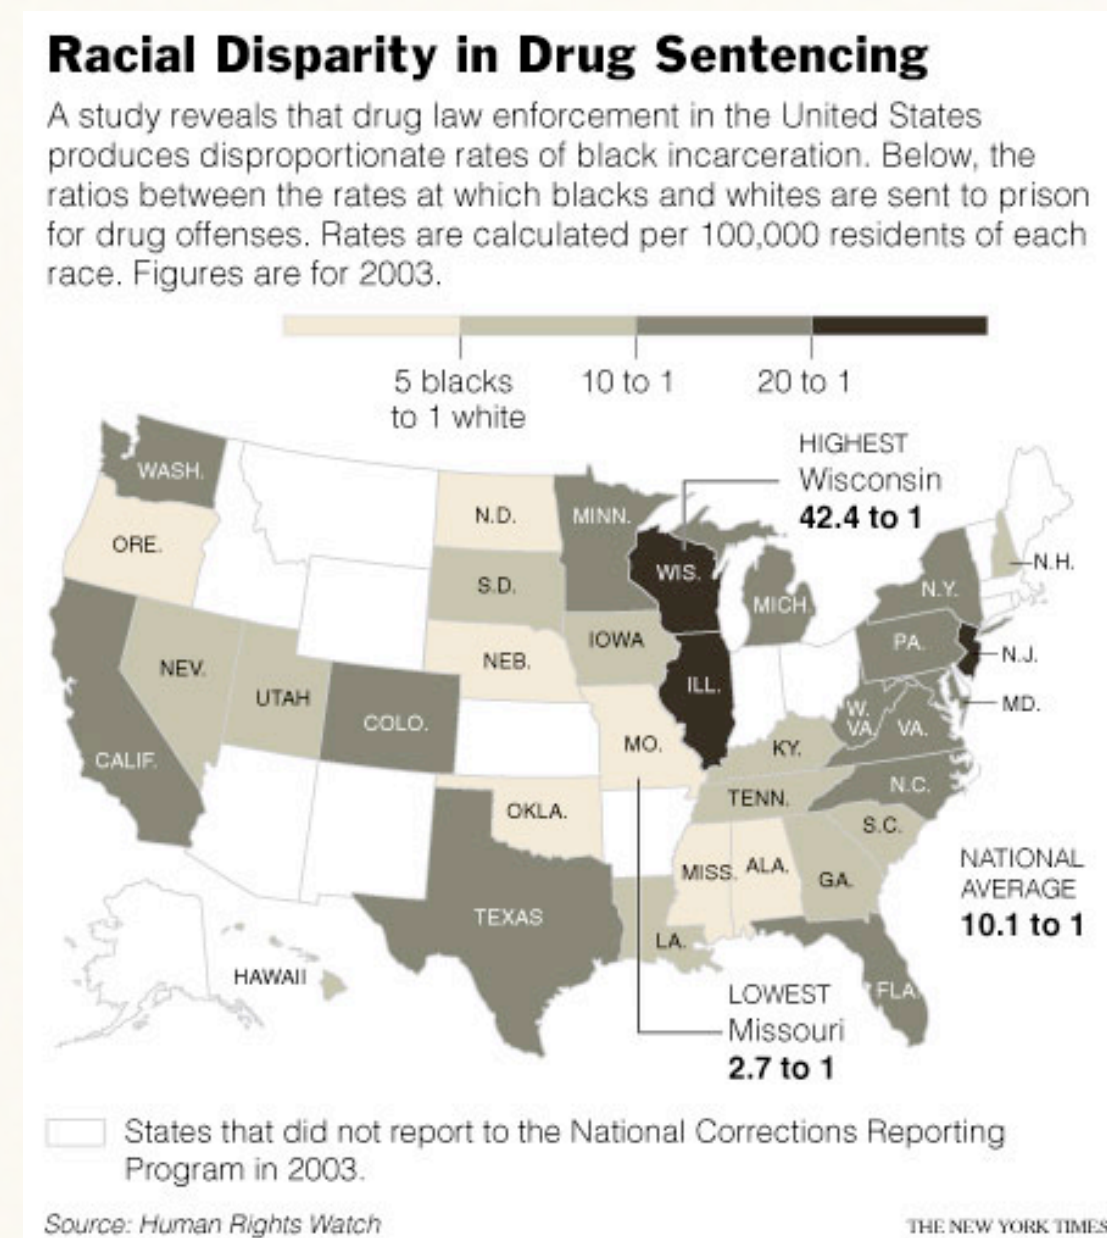 Racial Disparity in Drug Sentencing
A study reveals that drug law enforcement in the United States
produces disproportionate rates of black incarceration. Below, the
ratios between the rates at which blacks and whites are sent to prison
for drug offenses. Rates are calculated per 100,000 residents of each
race. Figures are for 2003.
5 blacks
to 1 white
10 to 1
20 to 1
HIGHEST
Wisconsin
42.4 to 1
WASH.
ORE.
N.D.
MINN.
S.D.
WIS.
MICH.
N.H.
N.Y.
IOWA
NEB.
NEV.
UTAH
COLO.
CALIF.
ILL.
PA.
N.J.
MD.
W.
VA.
VA.
MO.
KY.
TENN.
N.C.
S.C.
OKLA.
MISS.
ALA.
GA.
TEXAS
LA.
FLA.
HAWAII
NATIONAL
AVERAGE
10.1 to 1
LOWEST
Missouri
2.7 to 1
States that did not report to the National Corrections Reporting
Program in 2003.
Source: Human Rights Watch
THE NEW YORK TIMES